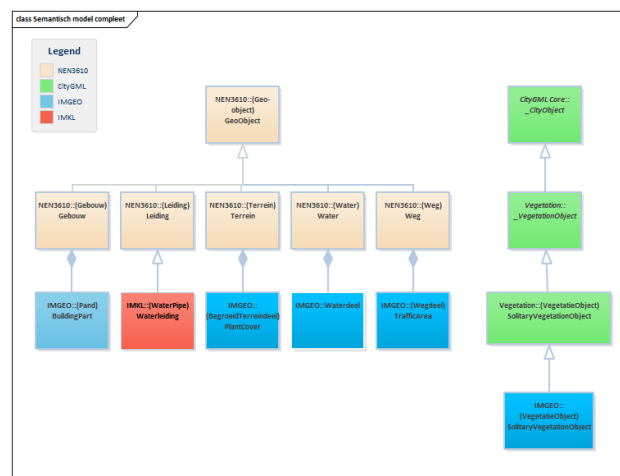 class Semantisch model compleet
Legend
NEN3610
CityGML
IMGEO
IMKL
NEN3610::(Geo-
object)
GeoObject
CityGML Core::
_CityObject
NEN3610::(Gebouw)
Gebouw
NEN3610::(Leiding)
Leiding
NEN3610::(Terrein)
Terrein
NEN3610::(Water)
Water
NEN3610::(Weg)
Weg
Vegetation::
_VegetationObject
IMGEO::(Pand)
BuildingPart
IMKL::(WaterPipe)
Waterleiding
IMGEO::
(BegroeidTerreindeel)
PlantCover
IMGEO::Waterdeel
IMGEO::(Wegdeel)
TrafficArea
Vegetation::(VegetatieObject)
SolitaryVegetationObject
IMGEO::
(VegetatieObject)
SolitaryVegetationObject